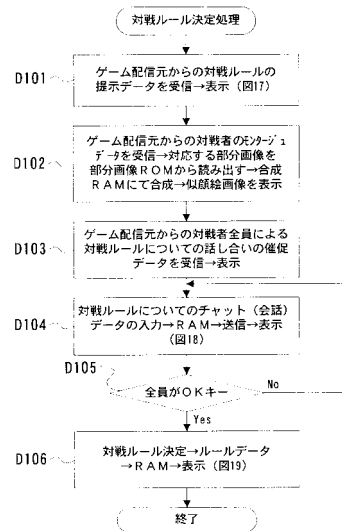 対戦ルール決定処理
D101
ゲーム配信元からの対戦ルールの
提示データを受信→表示(図17)
D102
ゲーム配信元からの対戦者のﾓﾝﾀｰｼﾞｭ
ﾃﾞｰﾀを受信→対応する部分画像を
部分画像ROMから読み出す→合成
RAMにて合成→似顔絵画像を表示
D103
ゲーム配信元からの対戦者全員による
対戦ルールについての話し合いの催促
データを受信→表示
D104
対戦ルールについてのチャット(会話)
データの入力→RAM→送信→表示
(図18)
D105
全員がOKキー
No
Yes
D106
対戦ルール決定→ルールデータ
→RAM→表示(図19)
終了